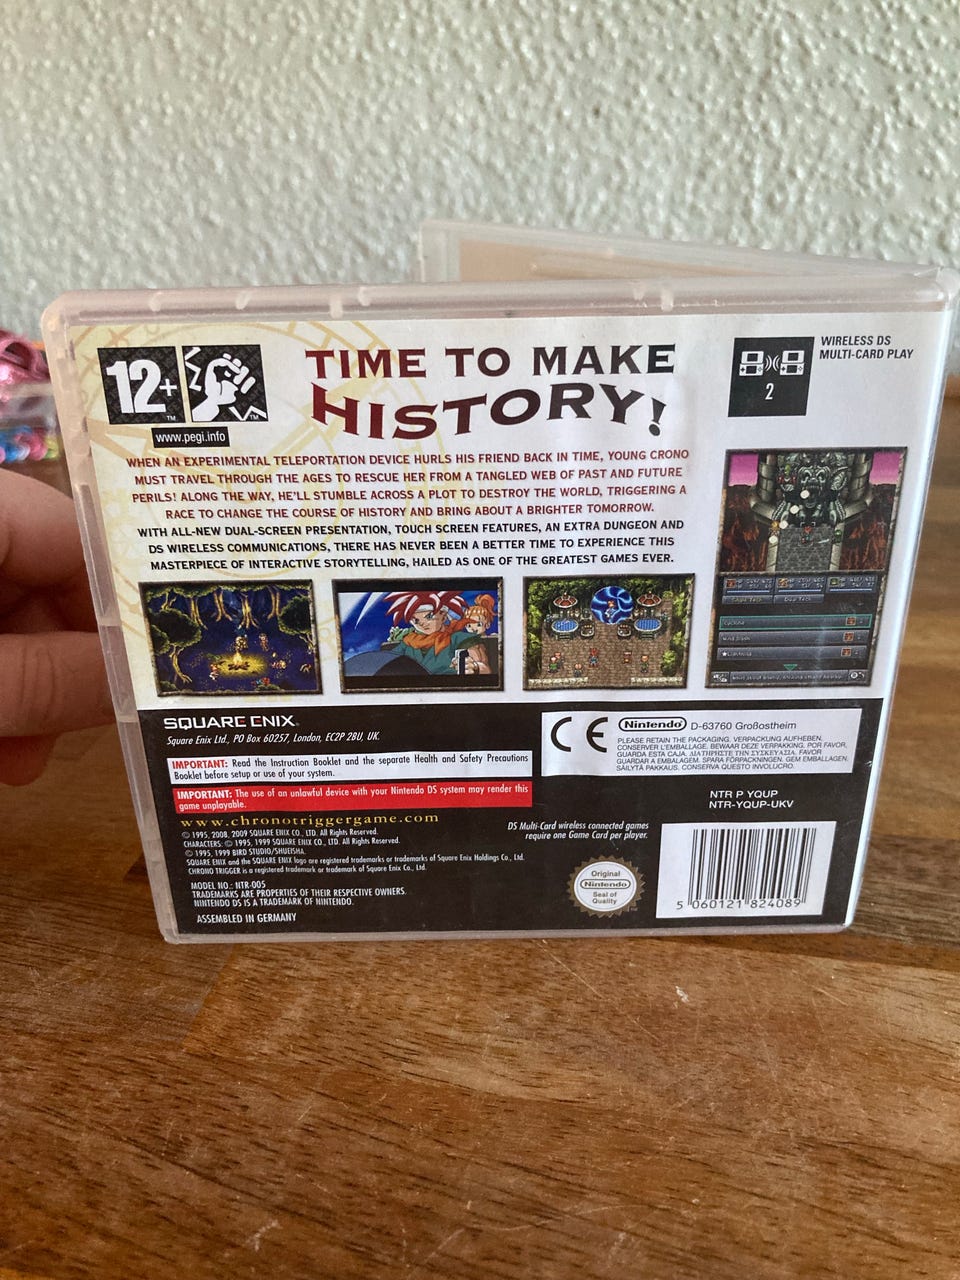 12+
TM
TM
www.pegi.info
TIME TO MAKE
HISTORY!
WIRELESS DS
MULTI-CARD PLAY
2
WHEN AN EXPERIMENTAL TELEPORTATION DEVICE HURLS HIS FRIEND BACK IN TIME, YOUNG CRONO
MUST TRAVEL THROUGH THE AGES TO RESCUE HER FROM A TANGLED WEB OF PAST AND FUTURE
PERILS! ALONG THE WAY, HE'LL STUMBLE ACROSS A PLOT TO DESTROY THE WORLD, TRIGGERING A
RACE TO CHANGE THE COURSE OF HISTORY AND BRING ABOUT A BRIGHTER TOMORROW.
WITH ALL-NEW DUAL-SCREEN PRESENTATION, TOUCH SCREEN FEATURES, AN EXTRA DUNGEON AND
DS WIRELESS COMMUNICATIONS, THERE HAS NEVER BEEN A BETTER TIME TO EXPERIENCE THIS
MASTERPIECE OF INTERACTIVE STORYTELLING, HAILED AS ONE OF THE GREATEST GAMES EVER.
Cyclone
SQUARE ENIX®
Square Enix Ltd., PO Box 60257, London, EC2P 2BU, UK.
IMPORTANT: Read the Instruction Booklet and the separate Health and Safety Precautions
Booklet before setup or use of your system.
IMPORTANT: The use of an unlawful device with your Nintendo DS system may render this
game unplayable.
www.chronotriggergame.com
© 1995, 2008, 2009 SQUARE ENIX CO., LTD. All Rights Reserved.
CHARACTERS: © 1995, 1999 SQUARE ENIX CO., LTD. All Rights Reserved.
© 1995, 1999 BIRD STUDIO/SHUEISHA.
SQUARE ENIX and the SQUARE ENIX logo are registered trademarks or trademarks of Square Enix Holdings Co., Ltd.
CHRONO TRIGGER is a registered trademark or trademark of Square Enix Co., Ltd.
MODEL NO.: NTR-005
TRADEMARKS ARE PROPERTIES OF THEIR RESPECTIVE OWNERS.
NINTENDO DS IS A TRADEMARK OF NINTENDO.
ASSEMBLED IN GERMANY
CE Nintendo® D-63760 Großostheim
PLEASE RETAIN THE PACKAGING. VERPACKUNG AUFHEBEN.
CONSERVER L'EMBALLAGE. BEWAAR DEZE VERPAKKING. POR FAVOR,
GUARDA ESTA CAJA. ΔΙΑΤΗΡΗΣΤΕ ΤΗΝ ΣΥΣΚΕΥΑΣΙΑ. FAVOR
GUARDAR A EMBALAGEM. SPARA FÖRPACKNINGEN. GEM EMBALLAGEN.
SÄILYTÄ PAKKAUS. CONSERVA QUESTO INVOLUCRO.
NTR P YQUP
NTR-YQUP-UKV
DS Multi-Card wireless connected games
require one Game Card per player.
Original
Nintendo
Seal of
Quality
5 060121 824089